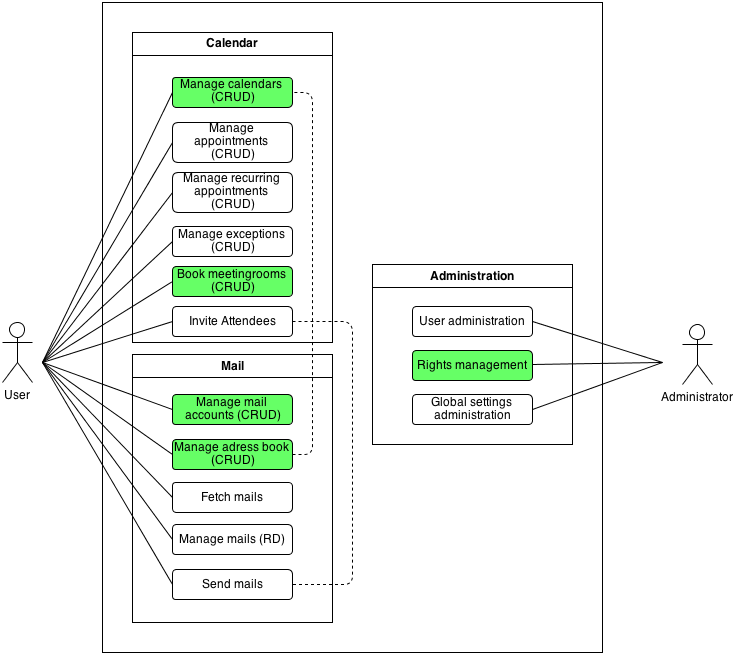 Calendar
Manage calendars
(CRUD)
Manage
appointments
(CRUD)
Manage recurring
appointments
(CRUD)
Manage exceptions
(CRUD)
Book meetingrooms
(CRUD)
Invite Attendees
User
Mail
Manage mail
accounts (CRUD)
Manage adress book
(CRUD)
Fetch mails
Manage mails (RD)
Send mails
Administration
User administration
Rights management
Global settings
administration
Administrator